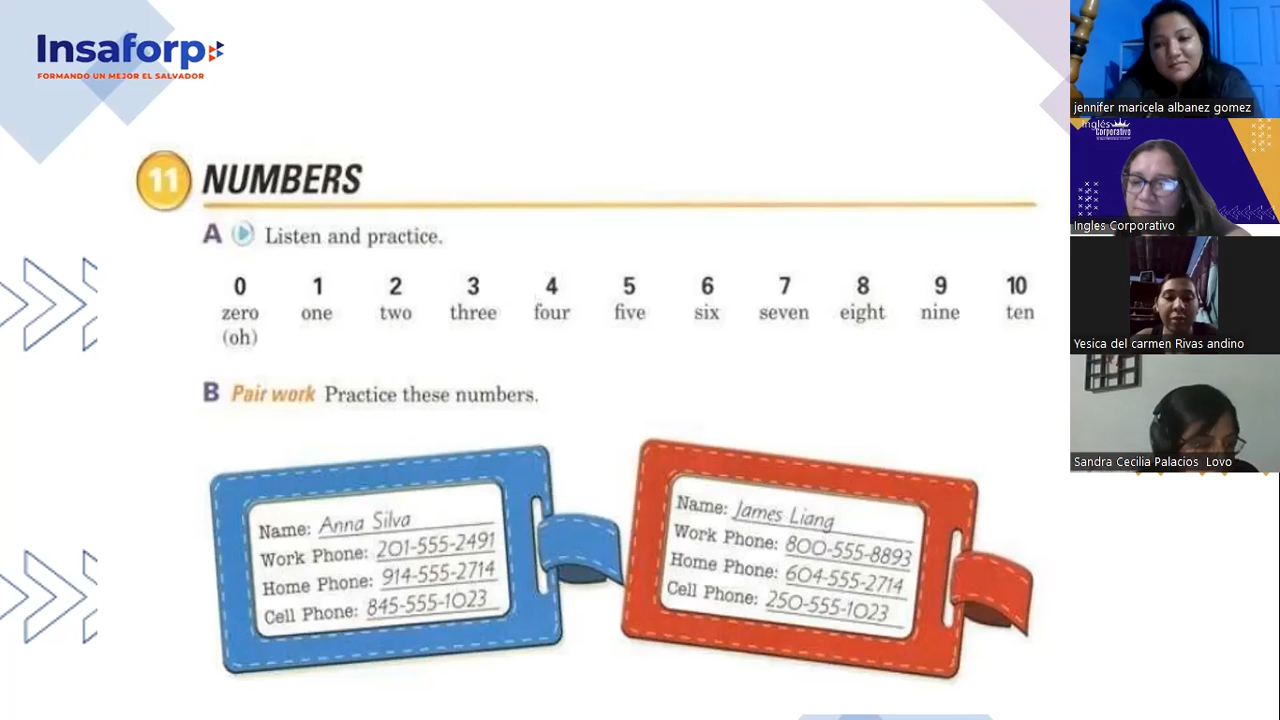 Insaforp
FORMANDO UN MEJOR EL SALVADOR
11 NUMBERS
A Listen and practice.
0 1 2 3 4 5 6 7 8 9 10
zero one two three four five six seven eight nine ten
(oh)
B Pair work Practice these numbers.
Name: Anna Silva
Work Phone: 201-555-2491
Home Phone: 914-555-2714
Cell Phone: 845-555-1023
Name: James Liang
Work Phone: 800-555-8893
Home Phone: 604-555-2714
Cell Phone: 250-555-1023
jennifer maricela albanez gomez
Inglés
Corporativo
Ingles Corporativo
Yesica del carmen Rivas andino
Sandra Cecilia Palacios Lovo